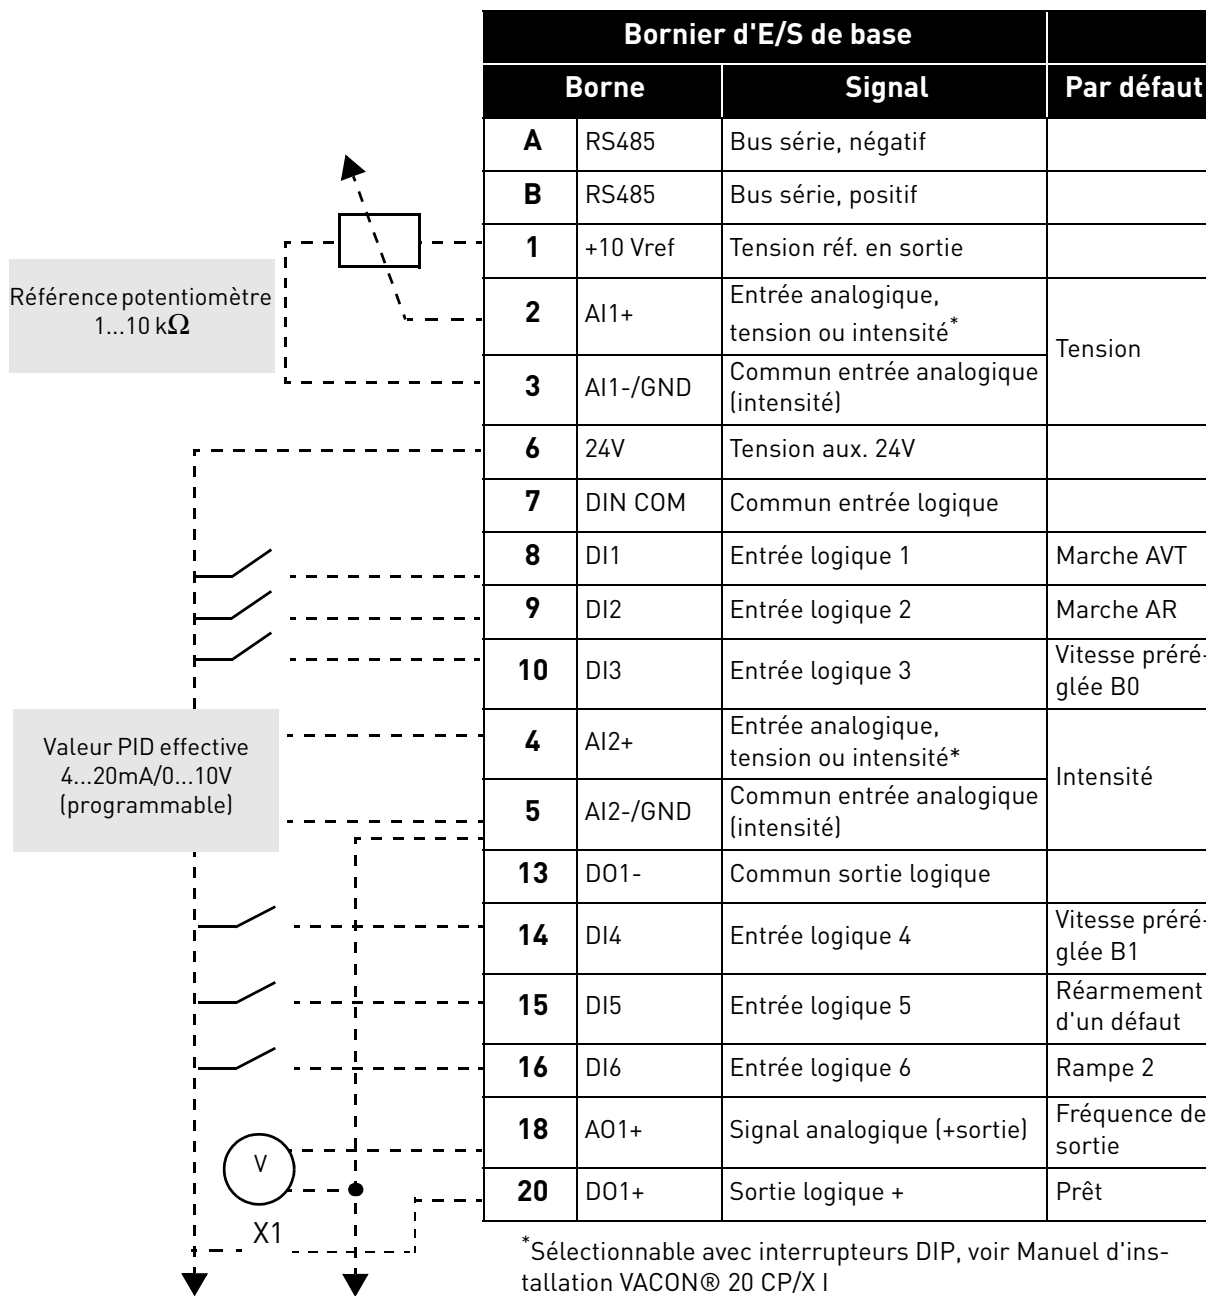 Bornier d'E/S de base
Borne Signal Par défaut
A RS485 Bus série, négatif
B RS485 Bus série, positif
1 +10 Vref Tension réf. en sortie
Référence potentiomètre
1...10 kΩ
2 AI1+ Entrée analogique,
tension ou intensité*
Tension
3 AI1-/GND Commun entrée analogique
(intensité)
6 24V Tension aux. 24V
7 DIN COM Commun entrée logique
8 DI1 Entrée logique 1 Marche AVT
9 DI2 Entrée logique 2 Marche AR
10 DI3 Entrée logique 3 Vitesse préré-
glée B0
Valeur PID effective
4...20mA/0...10V
(programmable)
4 AI2+ Entrée analogique,
tension ou intensité*
Intensité
5 AI2-/GND Commun entrée analogique
(intensité)
13 DO1- Commun sortie logique
14 DI4 Entrée logique 4 Vitesse préré-
glée B1
15 DI5 Entrée logique 5 Réarmement
d'un défaut
16 DI6 Entrée logique 6 Rampe 2
18 AO1+ Signal analogique (+sortie) Fréquence de
sortie
V
20 DO1+ Sortie logique + Prêt
X1
*Sélectionnable avec interrupteurs DIP, voir Manuel d'ins-
tallation VACON® 20 CP/X I